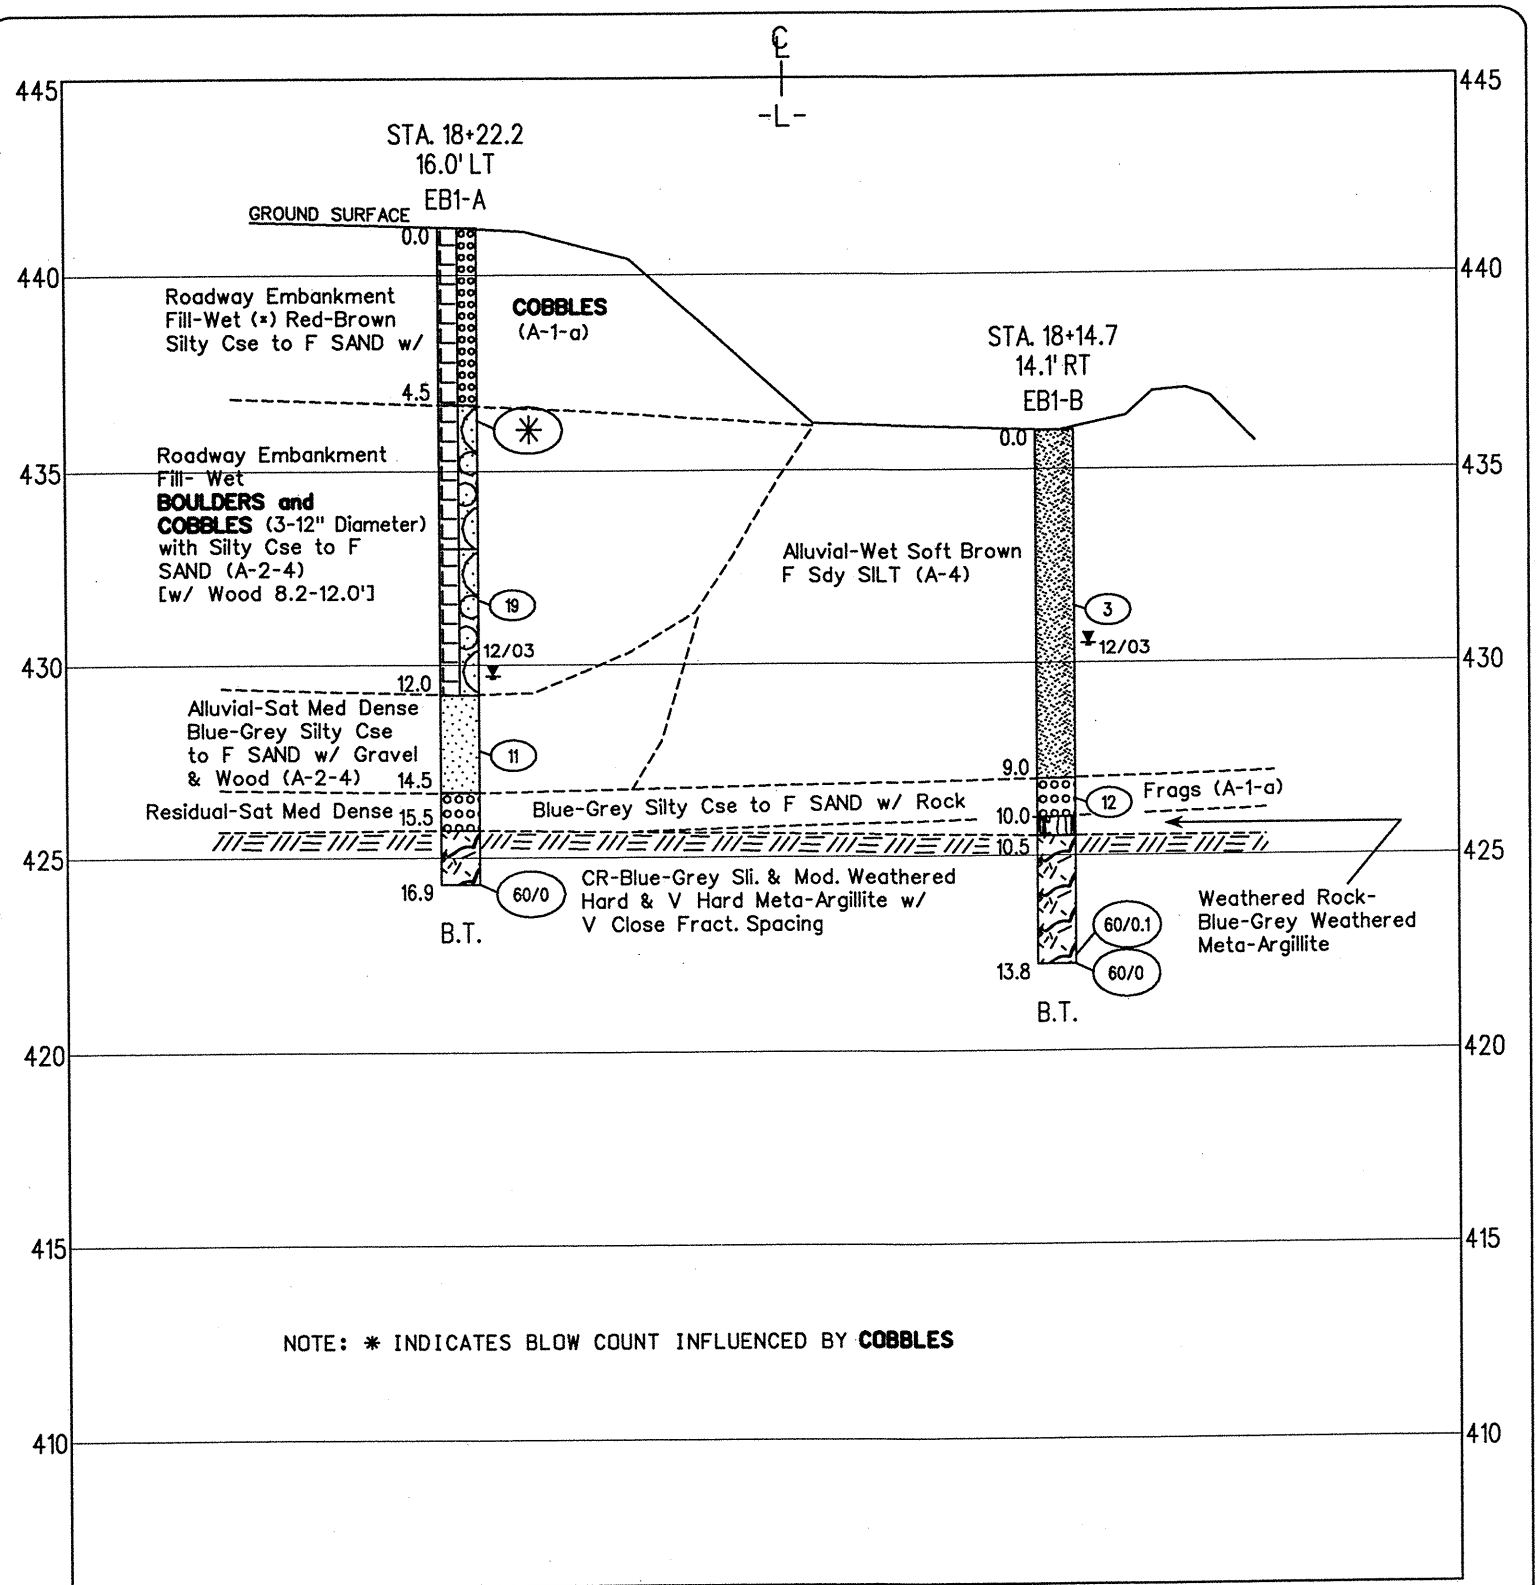 ℄
445
445
-L-
STA. 18+22.2
16.0' LT
EB1-A
GROUND SURFACE
0.0
440
440
Roadway Embankment
Fill-Wet (*) Red-Brown
Silty Cse to F SAND w/
COBBLES
(A-1-a)
STA. 18+14.7
14.1' RT
EB1-B
4.5
*
0.0
Roadway Embankment
Fill- Wet
BOULDERS and
COBBLES (3-12" Diameter)
with Silty Cse to F
SAND (A-2-4)
[w/ Wood 8.2-12.0']
435
435
Alluvial-Wet Soft Brown
F Sdy SILT (A-4)
19
3
12/03
12/03
430
430
12.0
Alluvial-Sat Med Dense
Blue-Grey Silty Cse
to F SAND w/ Gravel
& Wood (A-2-4)
11
14.5
9.0
Residual-Sat Med Dense
15.5
Blue-Grey Silty Cse to F SAND w/ Rock
12
Frags (A-1-a)
10.0
10.5
425
425
16.9
60/0
CR-Blue-Grey Sli. & Mod. Weathered
Hard & V Hard Meta-Argillite w/
V Close Fract. Spacing
B.T.
Weathered Rock-
Blue-Grey Weathered
Meta-Argillite
60/0.1
13.8
60/0
B.T.
420
420
415
415
NOTE: * INDICATES BLOW COUNT INFLUENCED BY COBBLES
410
410